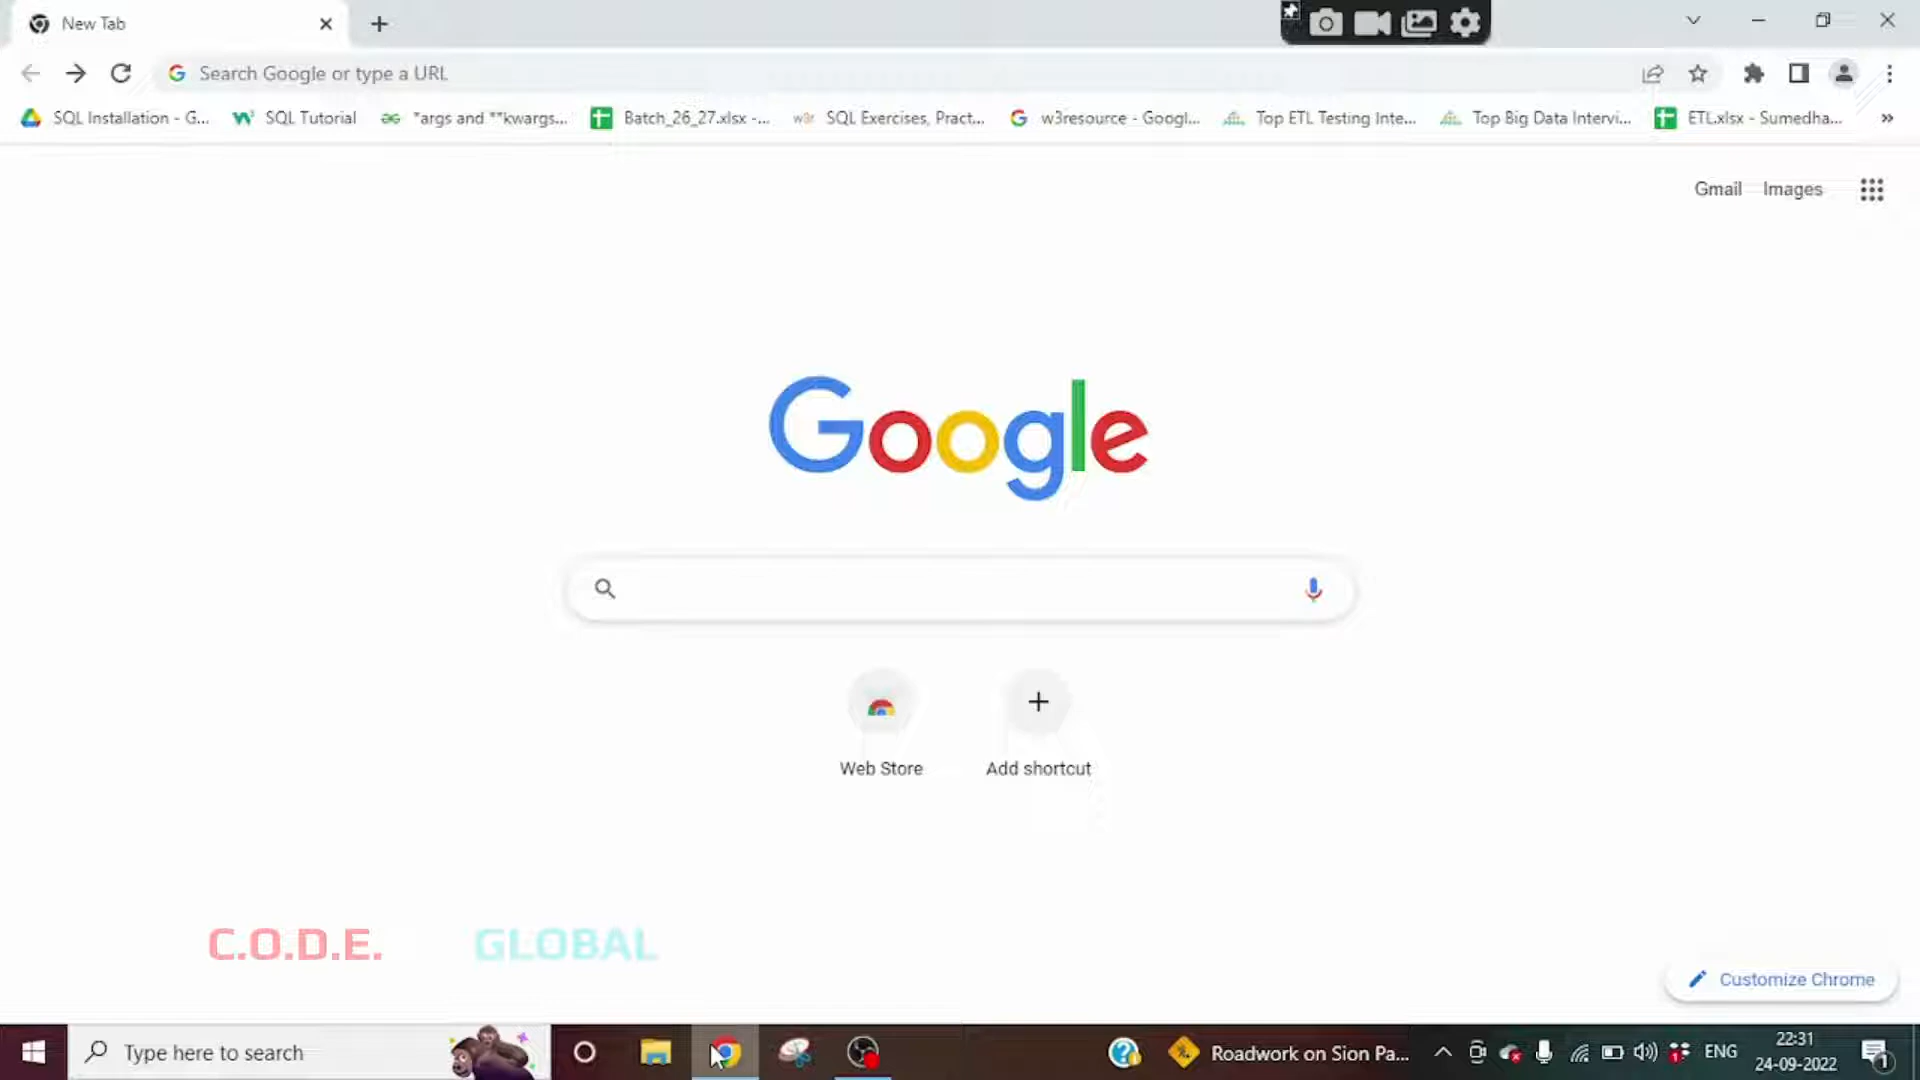 New Tab
Search Google or type a URL
SQL Installation - G... SQL Tutorial *args and **kwargs... Batch_26_27.xlsx -... SQL Exercises, Pract... w3resource - Googl... Top ETL Testing Inte... Top Big Data Intervi... ETL.xlsx - Sumedha... »
Gmail Images
Google
Web Store Add shortcut
C.O.D.E. GLOBAL
Customize Chrome
Type here to search
Roadwork on Sion Pa...
ENG
22:31
24-09-2022
1